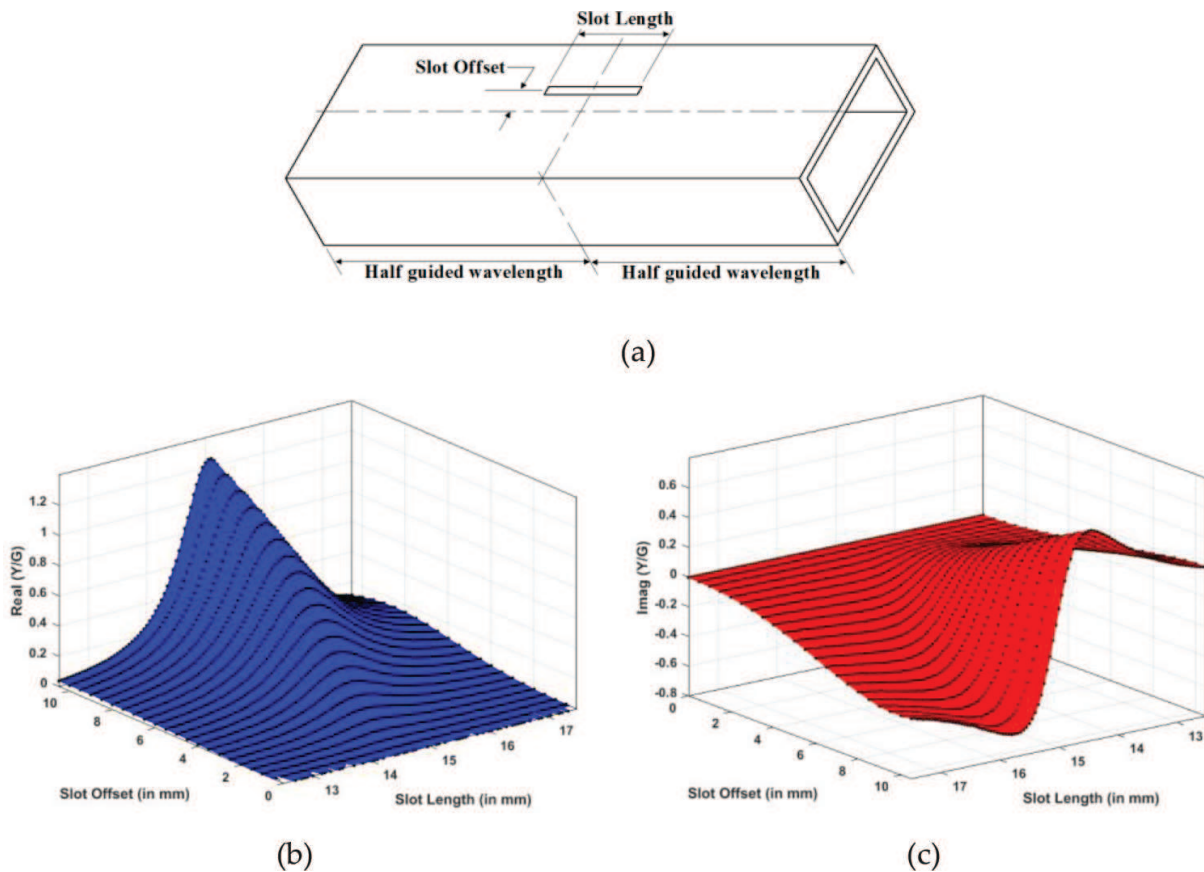 Slot Length
Slot Offset
Half guided wavelength
Half guided wavelength
(a)
Real (Y/G)
1.2
1
0.8
0.6
0.4
0.2
0
10
8
6
4
2
0
Slot Offset (in mm)
13
14
15
16
17
Slot Length (in mm)
(b)
Imag (Y/G)
0.6
0.4
0.2
0
-0.2
-0.4
-0.6
-0.8
0
2
4
6
8
10
Slot Offset (in mm)
17
16
15
14
13
Slot Length (in mm)
(c)